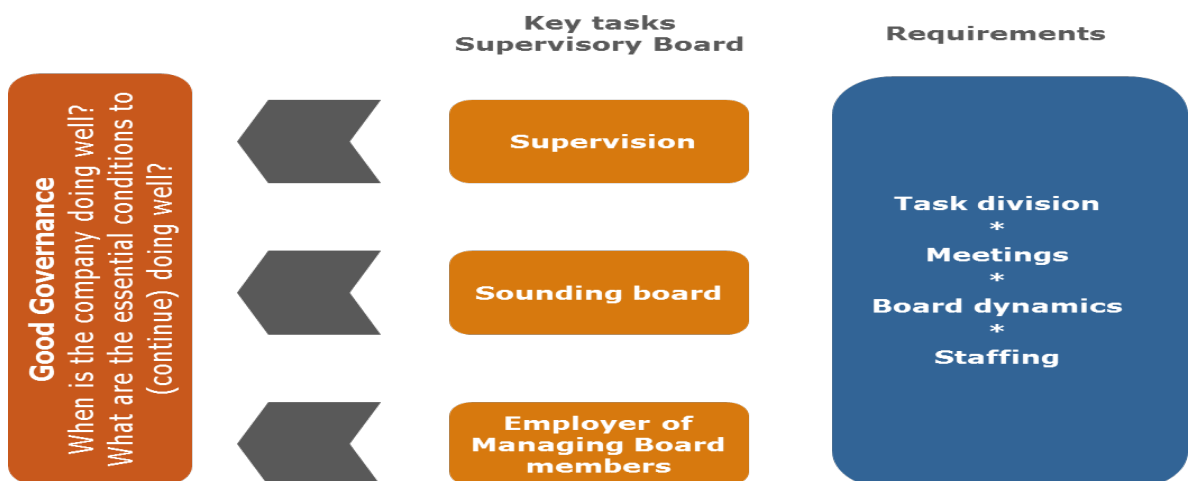 Key tasks
Supervisory Board
Requirements
Good Governance
When is the company doing well?
What are the essential conditions to
(continue) doing well?
Supervision
Sounding board
Employer of
Managing Board
members
Task division
*
Meetings
*
Board dynamics
*
Staffing